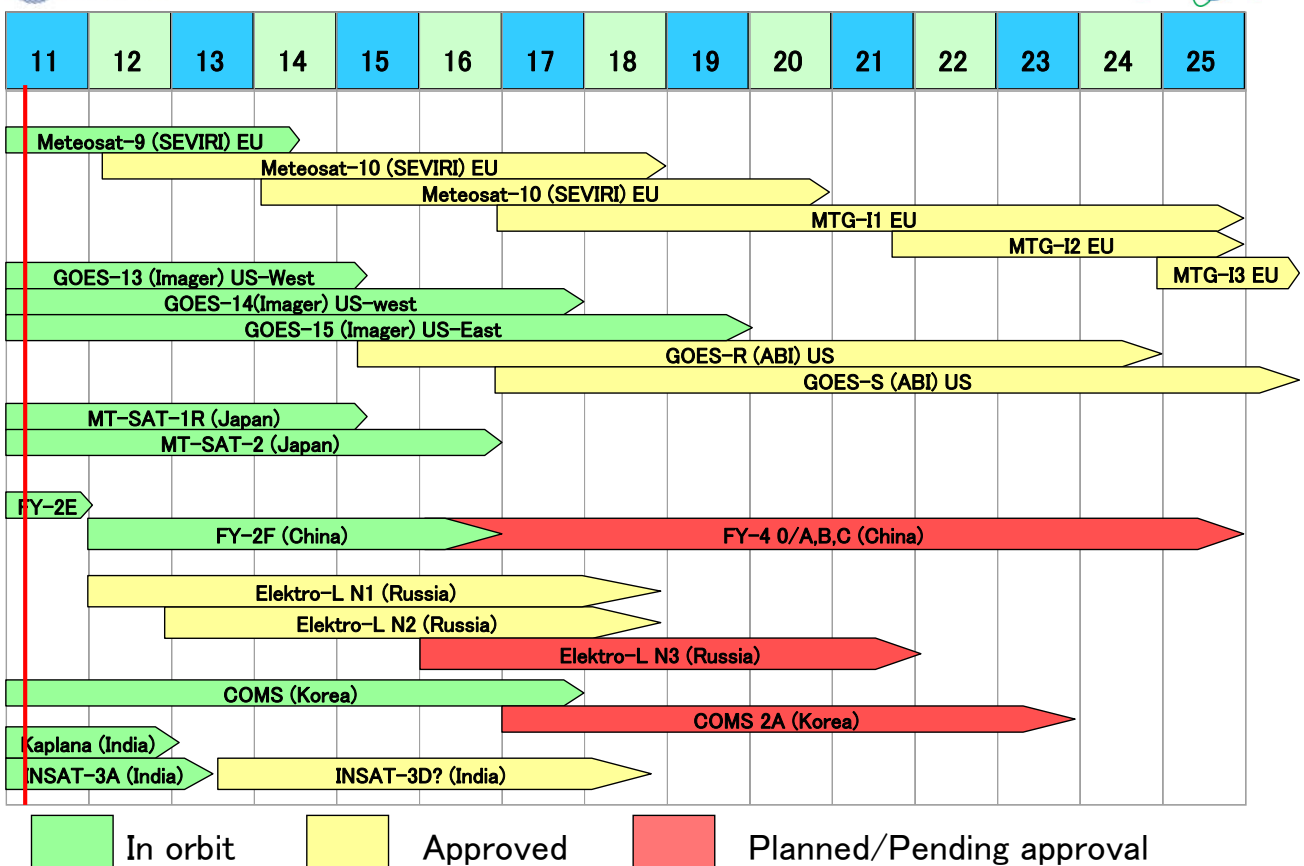 11 12 13 14 15 16 17 18 19 20 21 22 23 24 25
Meteosat-9 (SEVIRI) EU
Meteosat-10 (SEVIRI) EU
Meteosat-10 (SEVIRI) EU
MTG-I1 EU
MTG-I2 EU
MTG-I3 EU
GOES-13 (Imager) US-West
GOES-14(Imager) US-west
GOES-15 (Imager) US-East
GOES-R (ABI) US
GOES-S (ABI) US
MT-SAT-1R (Japan)
MT-SAT-2 (Japan)
FY-2E
FY-2F (China)
FY-4 0/A,B,C (China)
Elektro-L N1 (Russia)
Elektro-L N2 (Russia)
Elektro-L N3 (Russia)
COMS (Korea)
COMS 2A (Korea)
Kaplana (India)
INSAT-3A (India)
INSAT-3D? (India)
In orbit
Approved
Planned/Pending approval